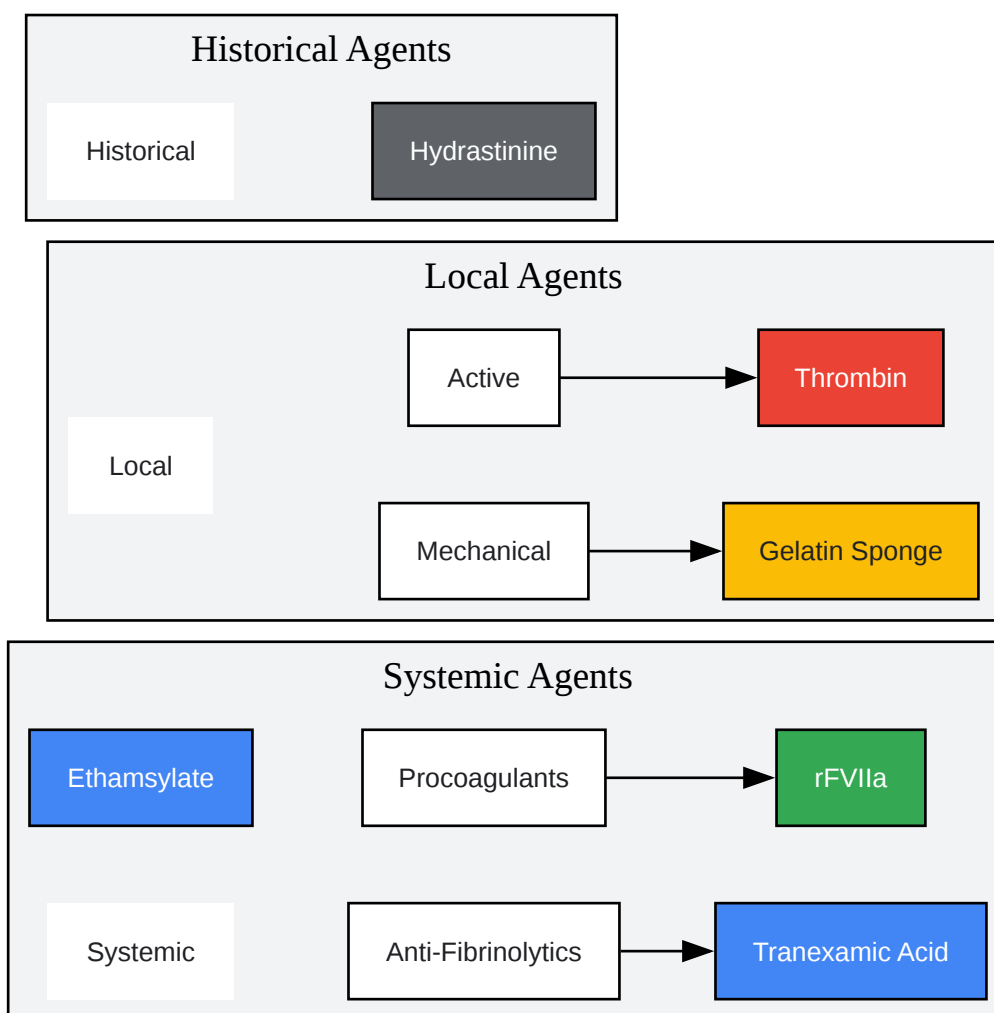 Historical Agents
Historical
Hydrastinine
Local Agents
Active
Thrombin
Local
Mechanical
Gelatin Sponge
Systemic Agents
Ethamsylate
Procoagulants
rFVIIa
Systemic
Anti-Fibrinolytics
Tranexamic Acid